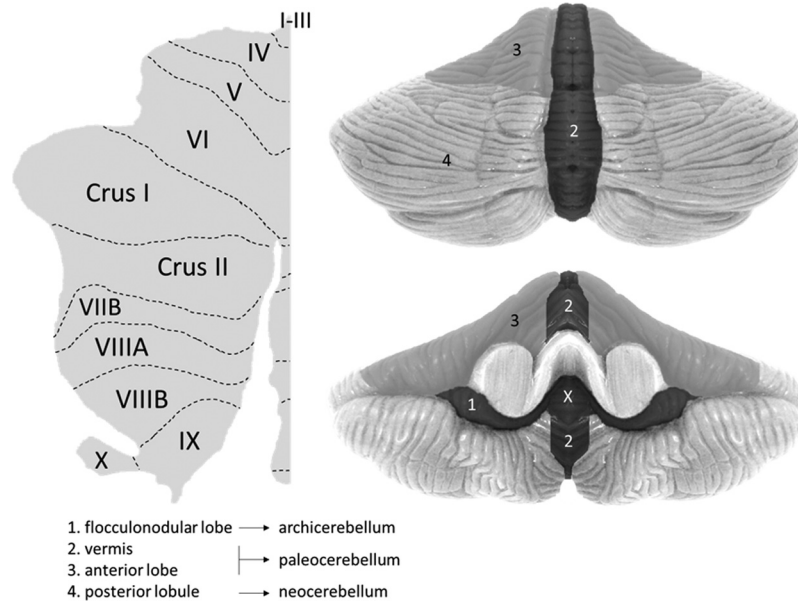 I-III
IV
V
VI
Crus I
Crus II
VIIB
VIIIA
VIIIB
IX
X
3
2
4
2
3
1
X
2
1. flocculonodular lobe → archicerebellum
2. vermis
paleocerebellum
3. anterior lobe
4. posterior lobule → neocerebellum